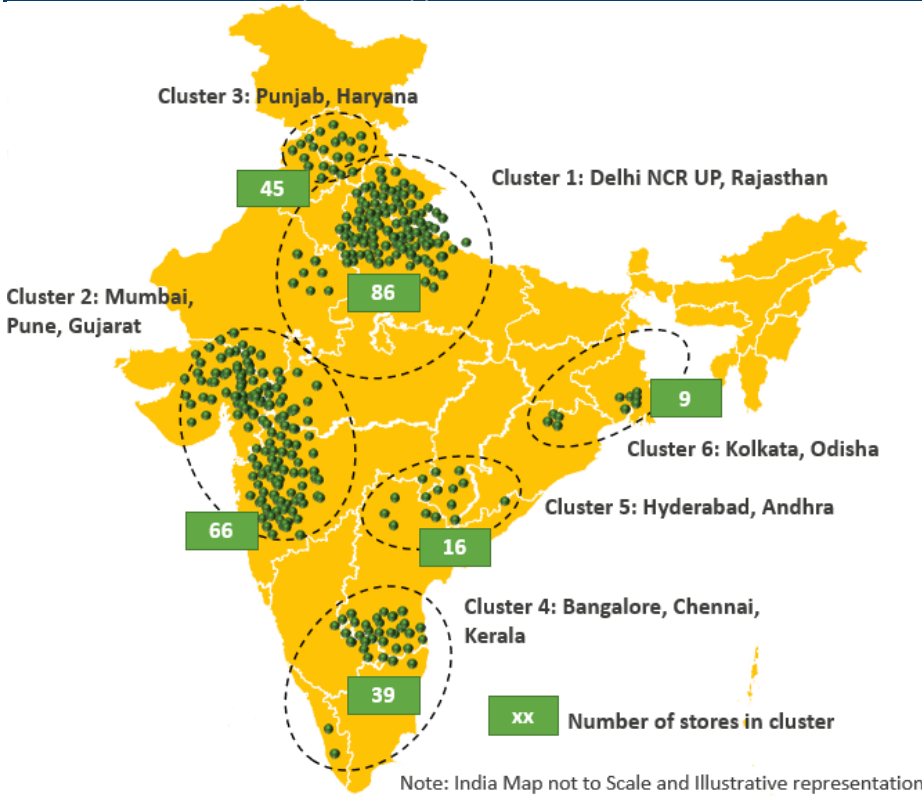 Cluster 3: Punjab, Haryana
45
Cluster 1: Delhi NCR UP, Rajasthan
86
Cluster 2: Mumbai,
Pune, Gujarat
9
Cluster 6: Kolkata, Odisha
Cluster 5: Hyderabad, Andhra
66
16
Cluster 4: Bangalore, Chennai,
Kerala
39
xx Number of stores in cluster
Note: India Map not to Scale and Illustrative representation